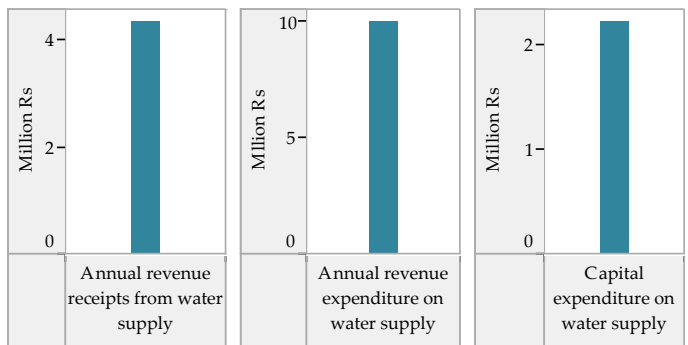 4
2
0
Million Rs
Annual revenue
receipts from water
supply
10
5
0
Mllion Rs
Annual revenue
expenditure on
water supply
2
1
0
Million Rs
Capital
expenditure on
water supply